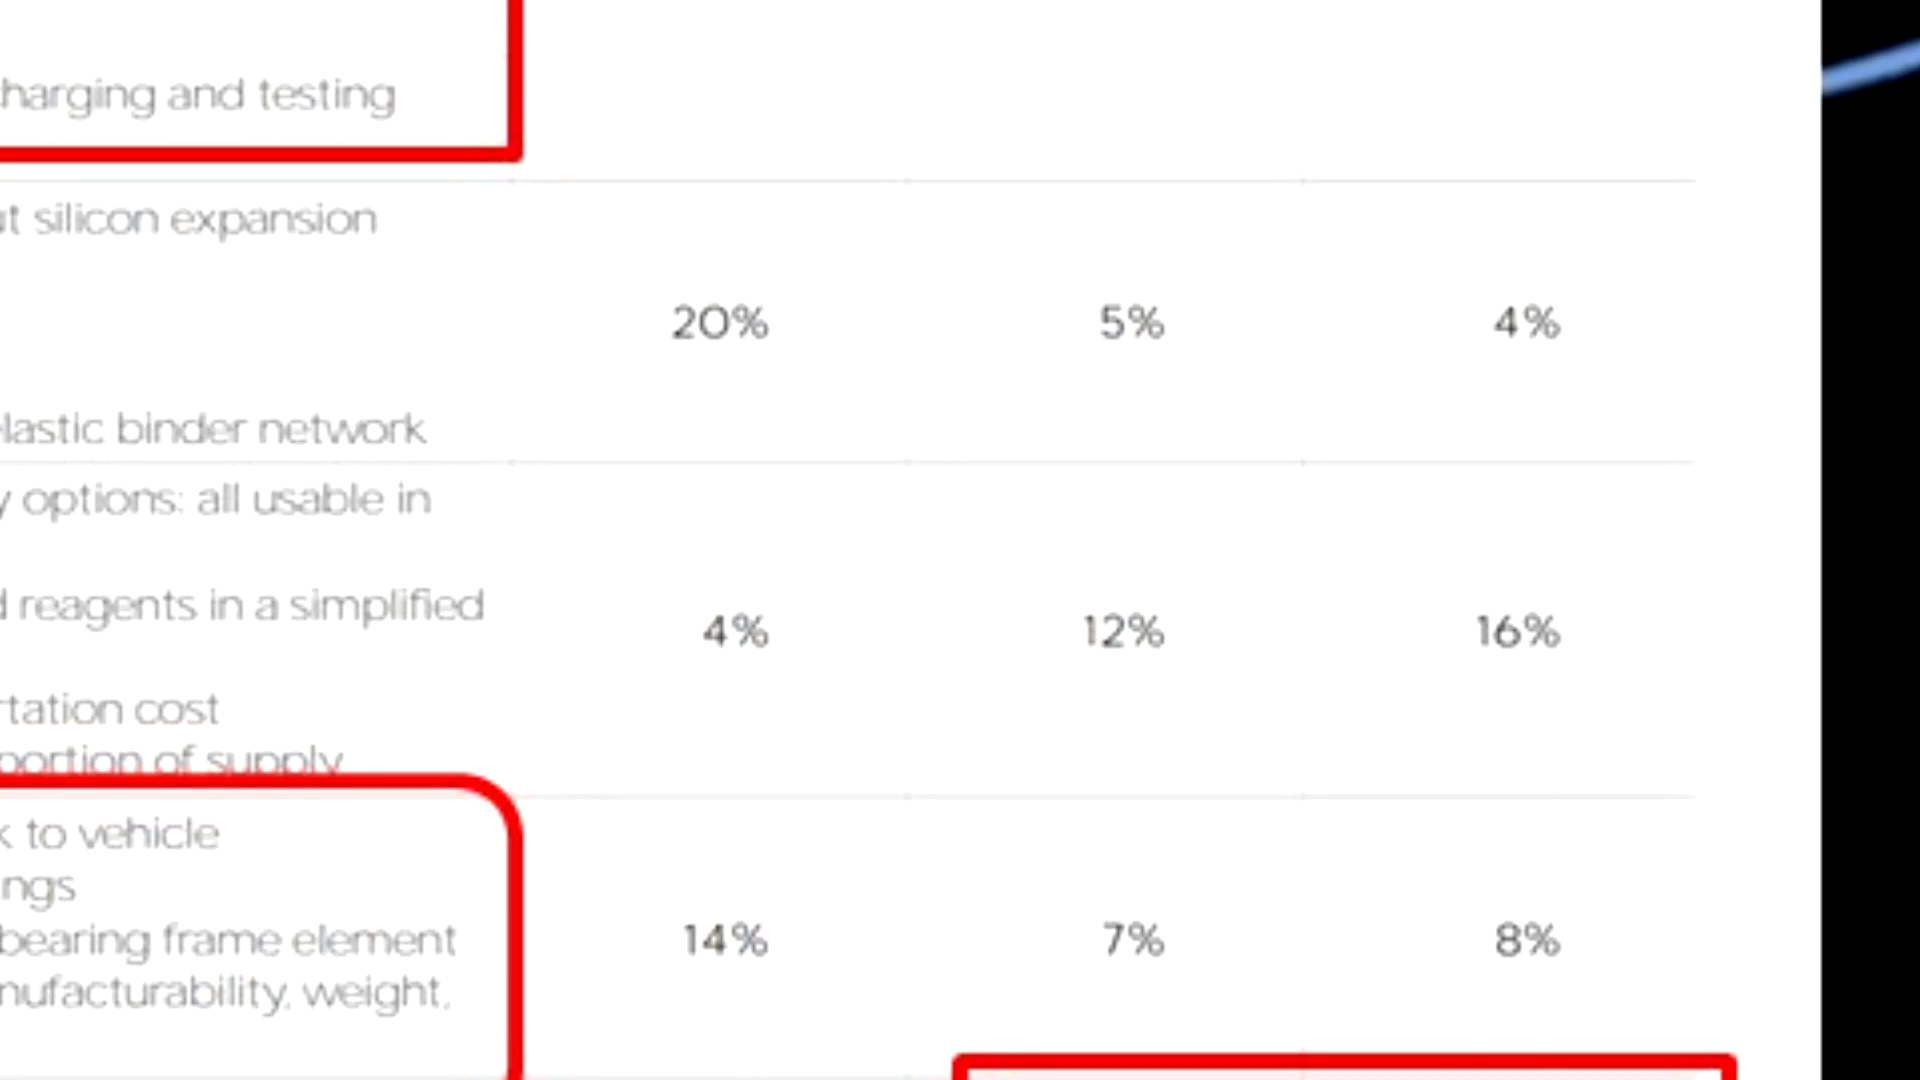 harging and testing
t silicon expansion
20% 5% 4%
lastic binder network
y options: all usable in
d reagents in a simplified
4% 12% 16%
rtation cost
portion of supply
k to vehicle
ngs
bearing frame element
14% 7% 8%
nufacturability, weight,